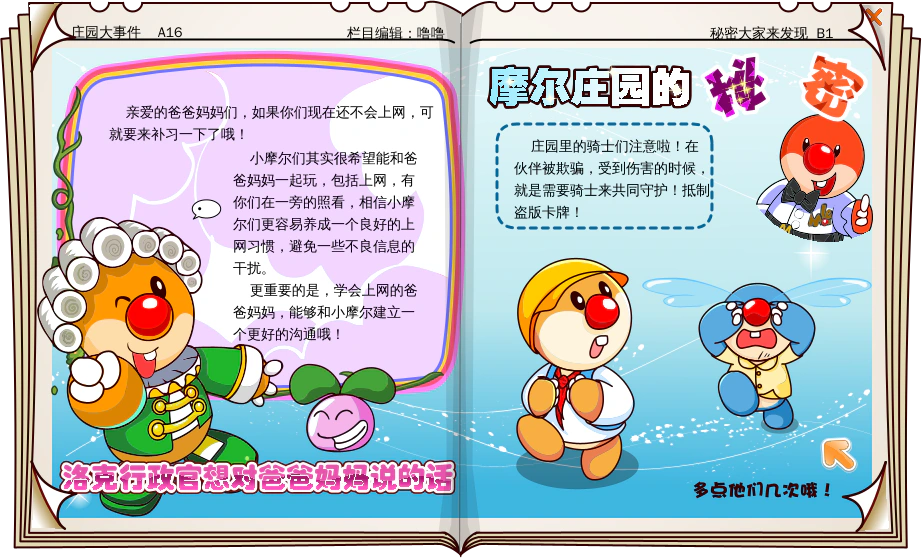 庄园大事件 A16
栏目编辑：噜噜
亲爱的爸爸妈妈们，如果你们现在还不会上网，可
就要来补习一下了哦！
小摩尔们其实很希望能和爸
爸妈妈一起玩，包括上网，有
你们在一旁的照看，相信小摩
尔们更容易养成一个良好的上
网习惯，避免一些不良信息的
干扰。
更重要的是，学会上网的爸
爸妈妈，能够和小摩尔建立一
个更好的沟通哦！
洛克行政官想对爸爸妈妈说的话
秘密大家来发现 B1
摩尔庄园的秘密
庄园里的骑士们注意啦！在
伙伴被欺骗，受到伤害的时候，
就是需要骑士来共同守护！抵制
盗版卡牌！
多点他们几次哦！